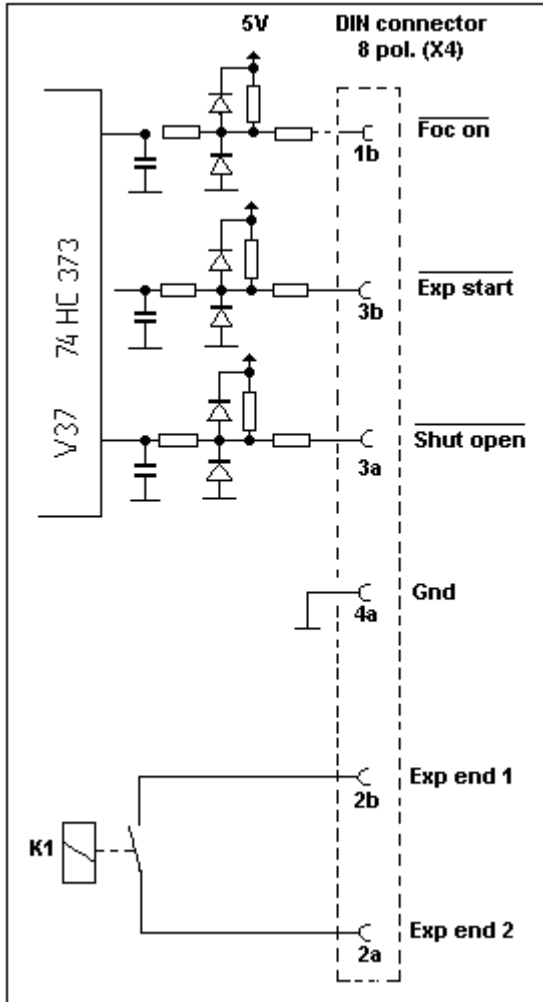 5V
DIN connector
8 pol. (X4)
Foc on
1b
74 HC 373
Exp start
3b
V37
Shut open
3a
Gnd
4a
Exp end 1
2b
K1
Exp end 2
2a